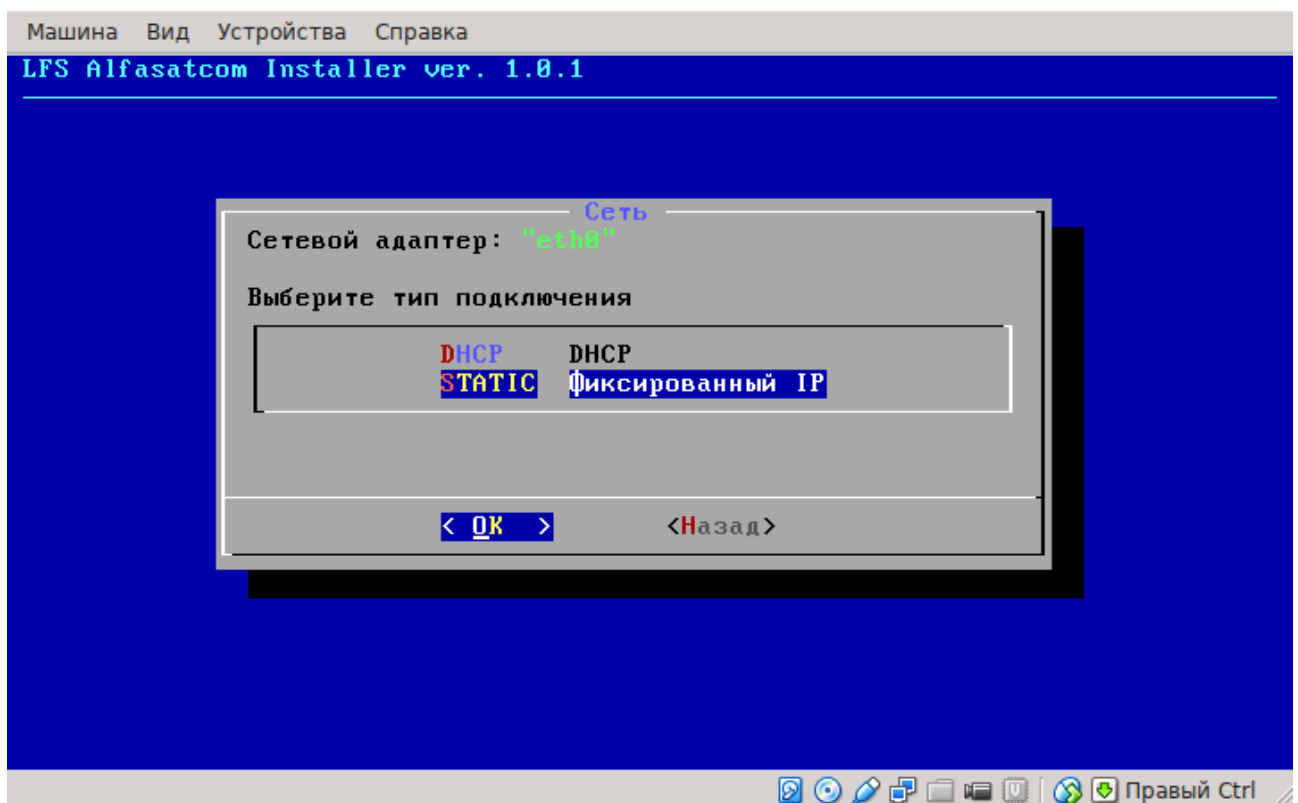 Машина Вид Устройства Справка
LFS Alfasatcom Installer ver. 1.0.1
Сеть
Сетевой адаптер: "eth0"
Выберите тип подключения
DHCP DHCP
STATIC Фиксированный IP
< OK > <Назад>
Правый Ctrl